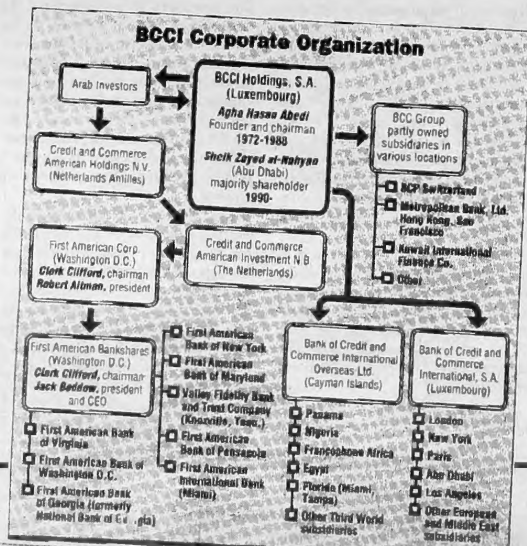 BCCI Corporate Organization
Arab Investors
BCCI Holdings, S.A.
(Luxembourg)
Agha Hasan Abedi
Founder and chairman
1972-1988
Sheik Zayed al-Nahyan
(Abu Dhabi)
majority shareholder
1990-
BCC Group
partly owned
subsidiaries in
various locations
BCP Switzerland
Metropolitan Bank, Ltd.
Hong Kong, San
Francisco
Kuwait International
Finance Co.
Other
Credit and Commerce
American Holdings N.V.
(Netherlands Antilles)
Credit and Commerce
American Investment N.B.
(The Netherlands)
First American Corp.
(Washington D.C.)
Clark Clifford, chairman
Robert Altman, president
First American Bankshares
(Washington D.C.)
Clark Clifford, chairman
Jack Beddow, president
and CEO
First American Bank
of Virginia
First American Bank of
Washington D.C.
First American Bank
of Georgia (formerly
National Bank of
First American
Bank of New York
First American
Bank of Maryland
Valley Fidelity Bank
and Trust Company
(Knoxville, Tenn.)
First American
Bank of Pensacola
First American
International Bank
(Miami)
Bank of Credit and
Commerce International
Overseas Ltd.
(Cayman Islands)
Panama
Nigeria
Francophone Africa
Egypt
Florida (Miami,
Tampa)
Other Third World
subsidiaries
Bank of Credit and
Commerce
International, S.A.
(Luxembourg)
London
New York
Paris
Abu Dhabi
Los Angeles
Other European
and Middle East
subsidiaries